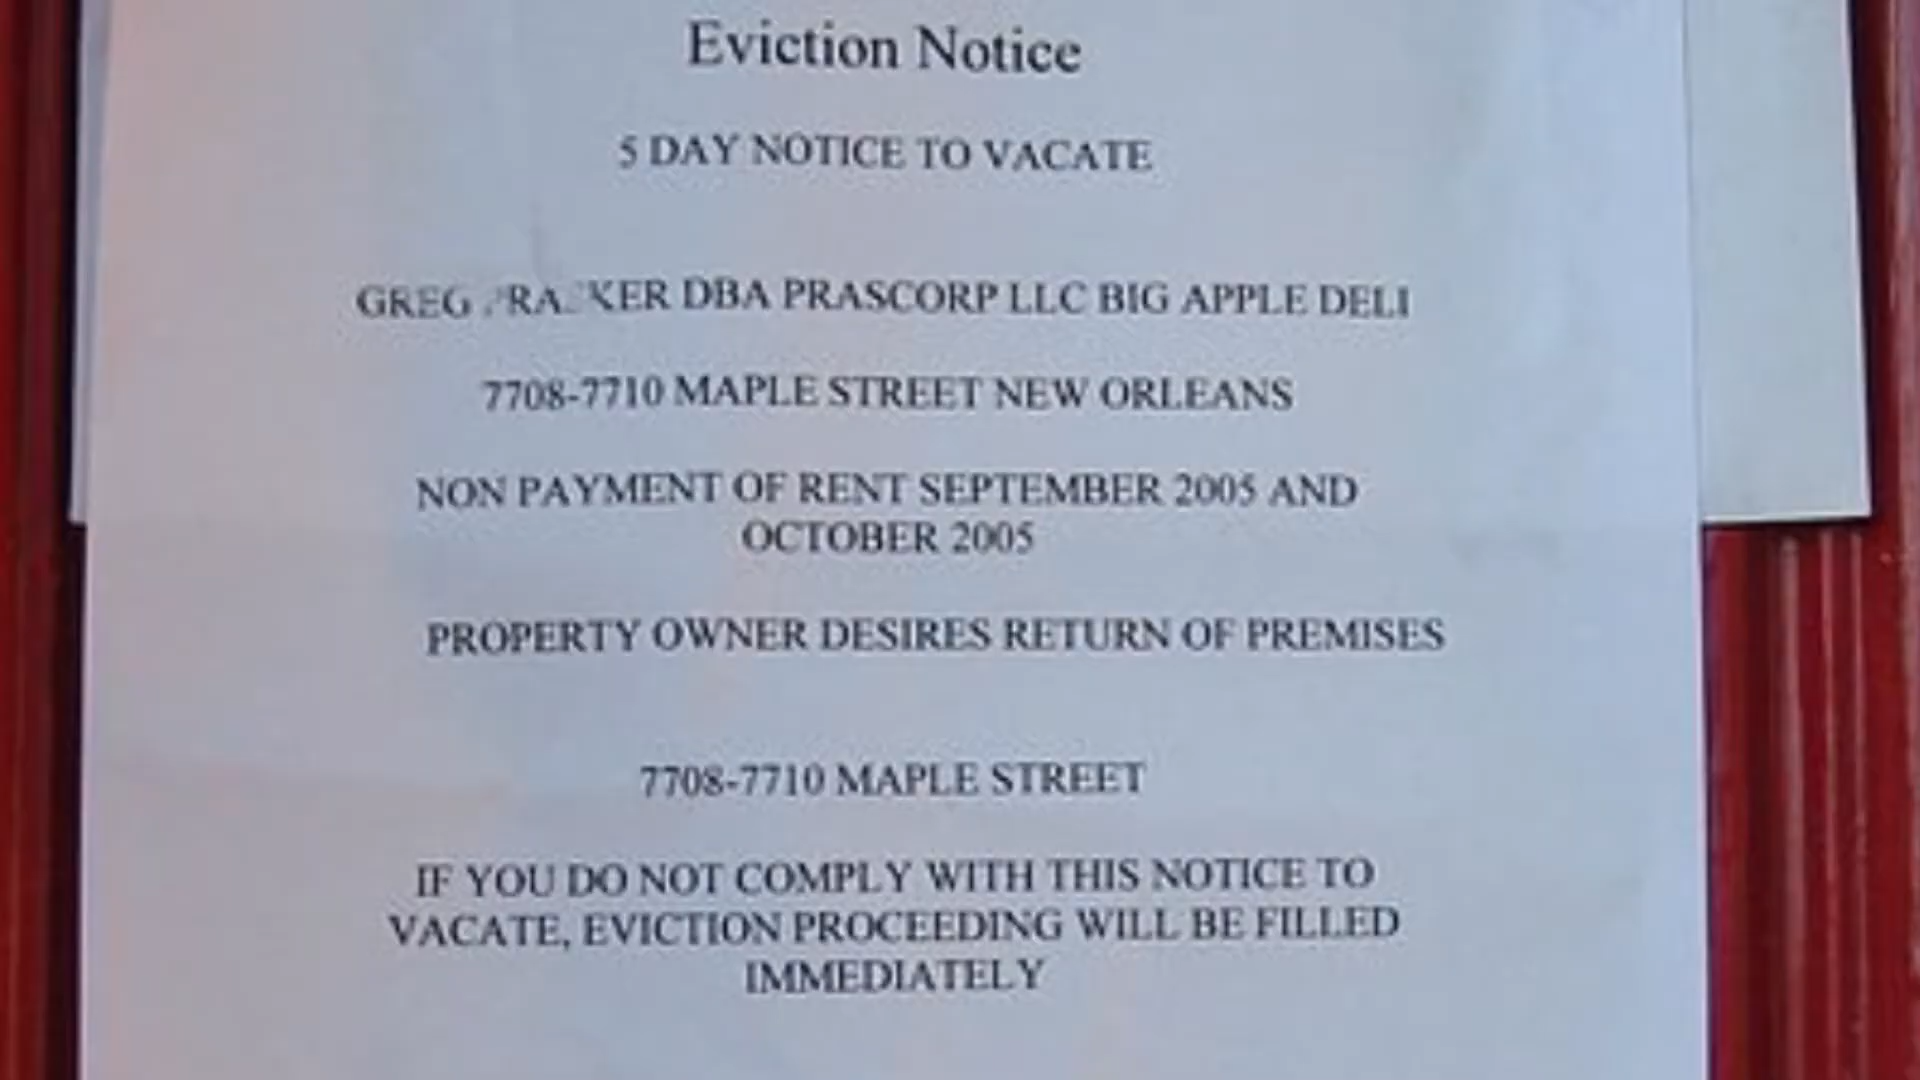 Eviction Notice
5 DAY NOTICE TO VACATE
GREG DBA PRASCORP LLC BIG APPLE DELI
7708-7710 MAPLE STREET NEW ORLEANS
NON PAYMENT OF RENT SEPTEMBER 2005 AND
OCTOBER 2005
PROPERTY OWNER DESIRES RETURN OF PREMISES
7708-7710 MAPLE STREET
IF YOU DO NOT COMPLY WITH THIS NOTICE TO
VACATE, EVICTION PROCEEDING WILL BE FILLED
IMMEDIATELY